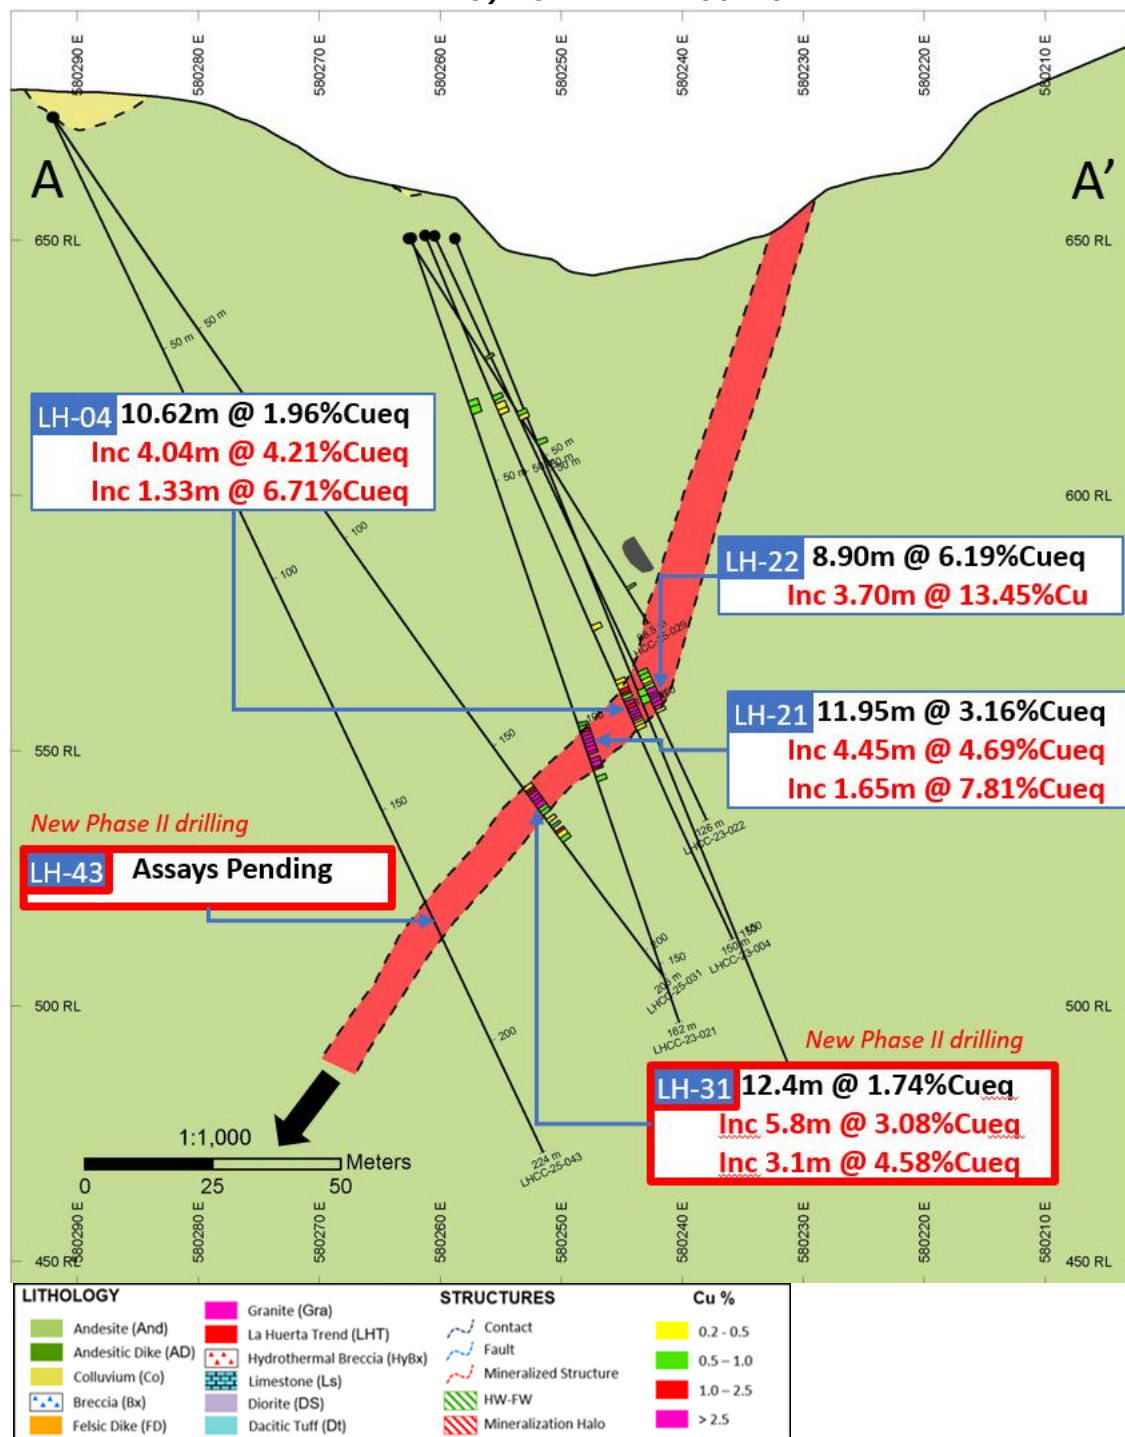 580290 E
580280 E
580270 E
580260 E
580250 E
580240 E
580230 E
580220 E
580210 E
A
A’
650 RL
650 RL
50 m
50 m
50 m
50 m
LH-04 10.62m @ 1.96%Cueq
Inc 4.04m @ 4.21%Cueq
Inc 1.33m @ 6.71%Cueq
600 RL
100
100
LH-22 8.90m @ 6.19%Cueq
Inc 3.70m @ 13.45%Cu
LH-21 11.95m @ 3.16%Cueq
Inc 4.45m @ 4.69%Cueq
Inc 1.65m @ 7.81%Cueq
100
550 RL
550 RL
150
150
New Phase II drilling
LH-43 Assays Pending
126 m
LHCC-23-022
150 m
LHCC-23-004
200
150
LHCC-25-031
162 m
LHCC-23-021
500 RL
500 RL
200
New Phase II drilling
LH-31 12.4m @ 1.74%Cueq
Inc 5.8m @ 3.08%Cueq
Inc 3.1m @ 4.58%Cueq
224 m
LHCC-25-043
1:1,000
Meters
0 25 50
580290 E
580280 E
580270 E
580260 E
580250 E
580240 E
580230 E
580220 E
580210 E
450 RL
450 RL
LITHOLOGY
Andesite (And)
Andesitic Dike (AD)
Colluvium (Co)
Breccia (Bx)
Felsic Dike (FD)
Granite (Gra)
La Huerta Trend (LHT)
Hydrothermal Breccia (HyBx)
Limestone (Ls)
Diorite (DS)
Dacitic Tuff (Dt)
STRUCTURES
Contact
Fault
Mineralized Structure
HW-FW
Mineralization Halo
Cu %
0.2 - 0.5
0.5 – 1.0
1.0 – 2.5
> 2.5